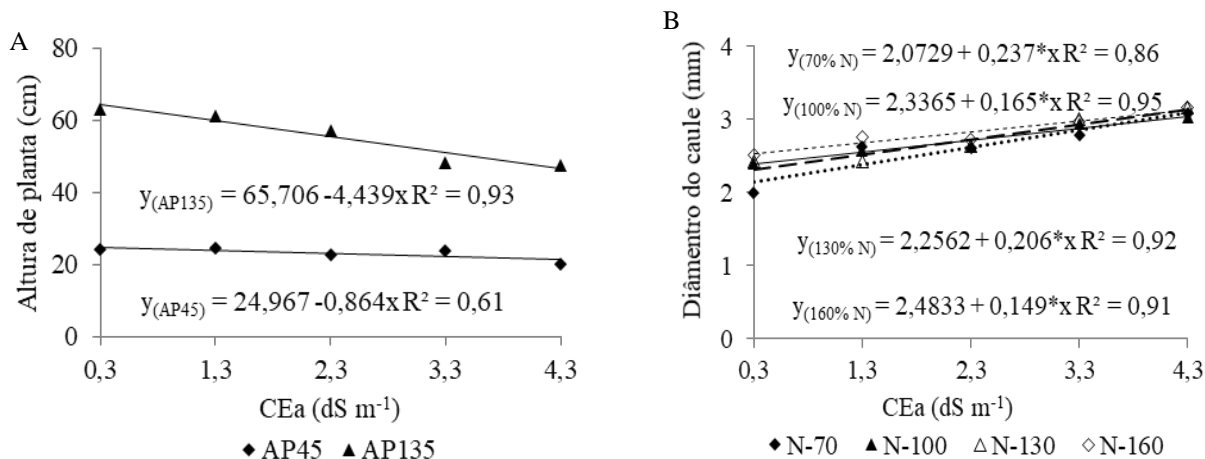 A
Altura de planta (cm)
80
60
40
20
0
y(AP135) = 65,706 -4,439x R² = 0,93
y(AP45) = 24,967 -0,864x R² = 0,61
0,3 1,3 2,3 3,3 4,3
CEa (dS m⁻¹)
◆ AP45 ▲ AP135
B
Diâmentro do caule (mm)
4
3
2
1
0
y(70% N) = 2,0729 + 0,237*x R² = 0,86
y(100% N) = 2,3365 + 0,165*x R² = 0,95
y(130% N) = 2,2562 + 0,206*x R² = 0,92
y(160% N) = 2,4833 + 0,149*x R² = 0,91
0,3 1,3 2,3 3,3 4,3
CEa (dS m⁻¹)
◆ N-70 ▲ N-100 △ N-130 ◇ N-160